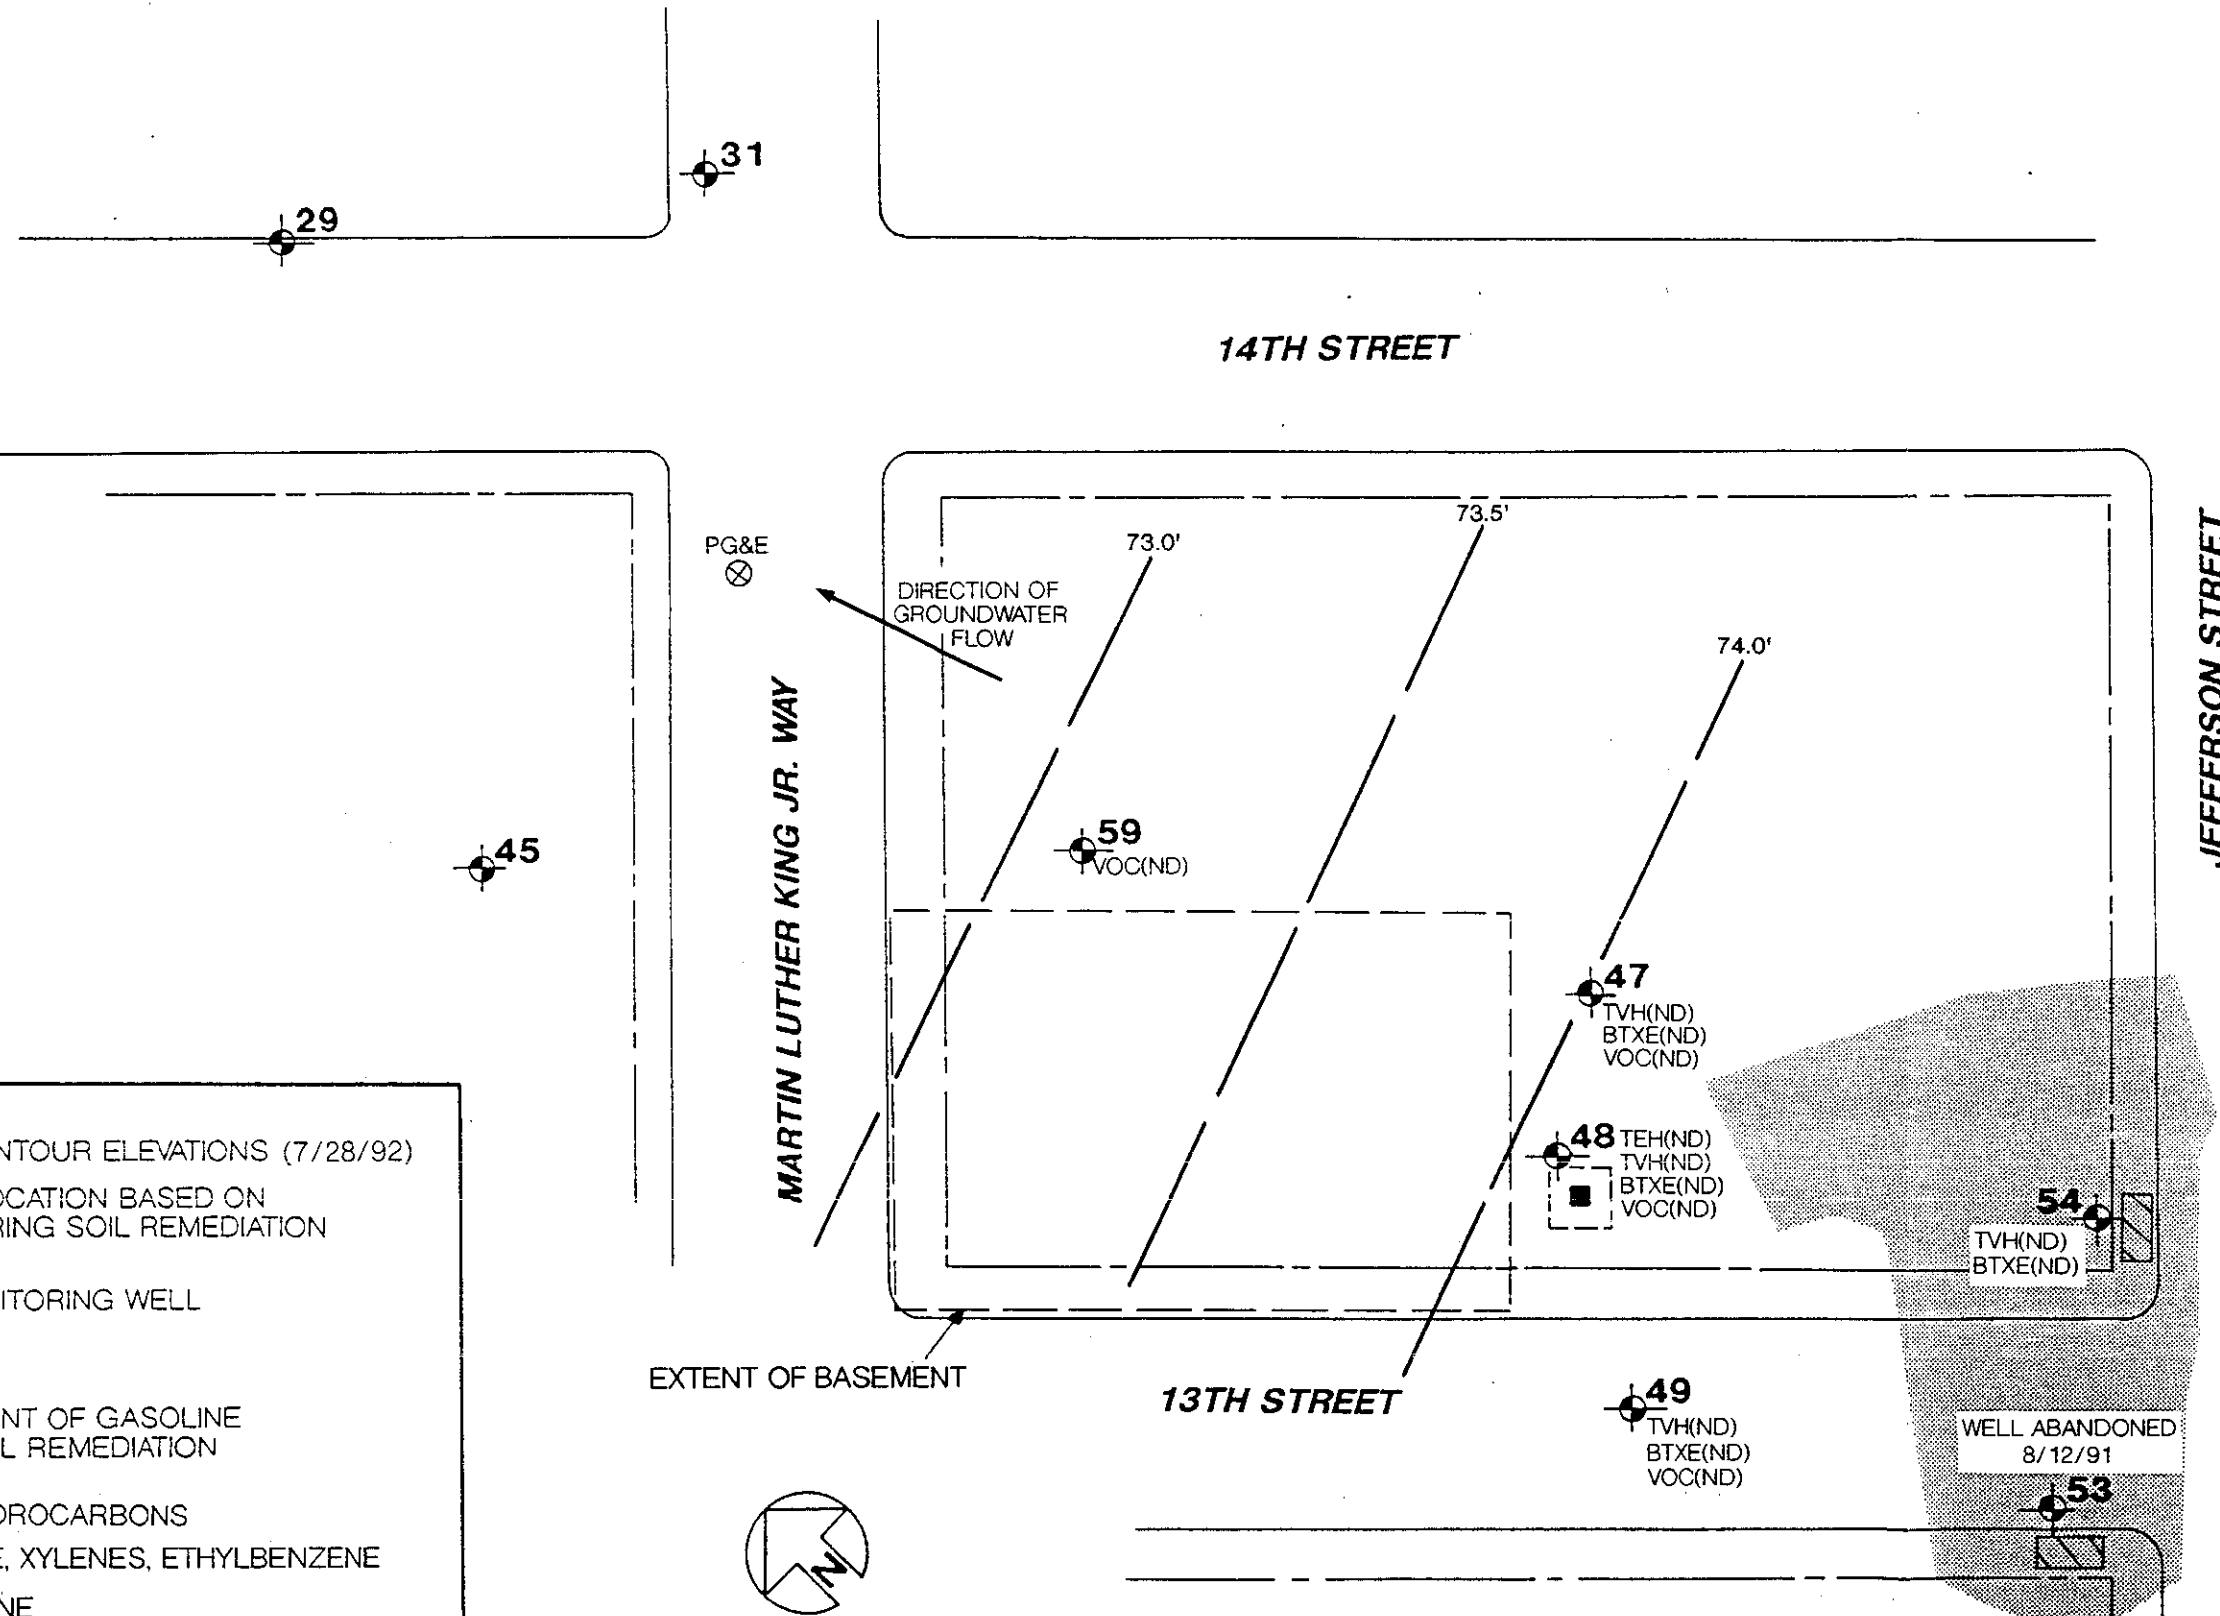 31
29
14TH STREET
73.5'
73.0'
PG&E
DIRECTION OF
GROUNDWATER
FLOW
74.0'
JEFFERSON STREET
MARTIN LUTHER KING JR. WAY
59
VOC(ND)
45
47
TVH(ND)
BTXE(ND)
VOC(ND)
48
TEH(ND)
TVH(ND)
BTXE(ND)
VOC(ND)
54
TVH(ND)
BTXE(ND)
NTOUR ELEVATIONS (7/28/92)
OCATION BASED ON
RING SOIL REMEDIATION
ITORING WELL
NT OF GASOLINE
L REMEDIATION
OROCARBONS
E, XYLENES, ETHYLBENZENE
NE
EXTENT OF BASEMENT
13TH STREET
49
TVH(ND)
BTXE(ND)
VOC(ND)
WELL ABANDONED
8/12/91
53
N